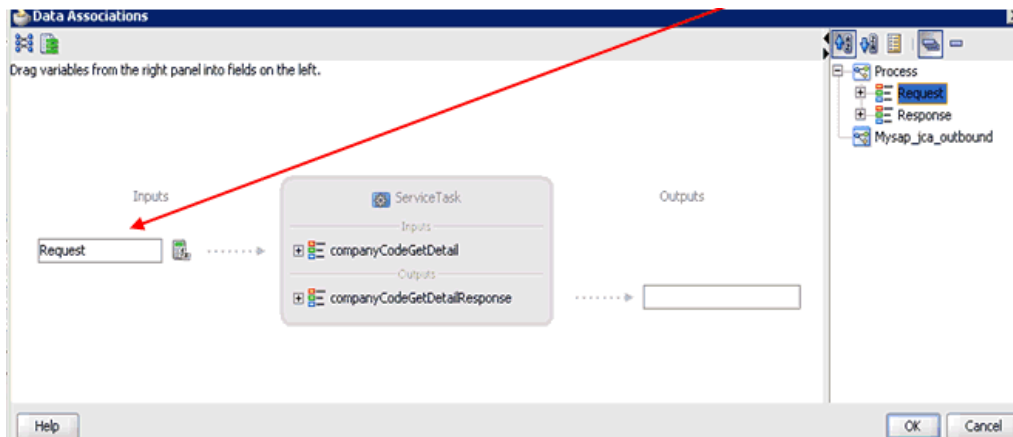 Data Associations
Drag variables from the right panel into fields on the left.
Process
Request
Response
Mysap_jca_outbound
Inputs
ServiceTask
Outputs
Inputs
Request
companyCodeGetDetail
Outputs
companyCodeGetDetailResponse
Help
OK
Cancel